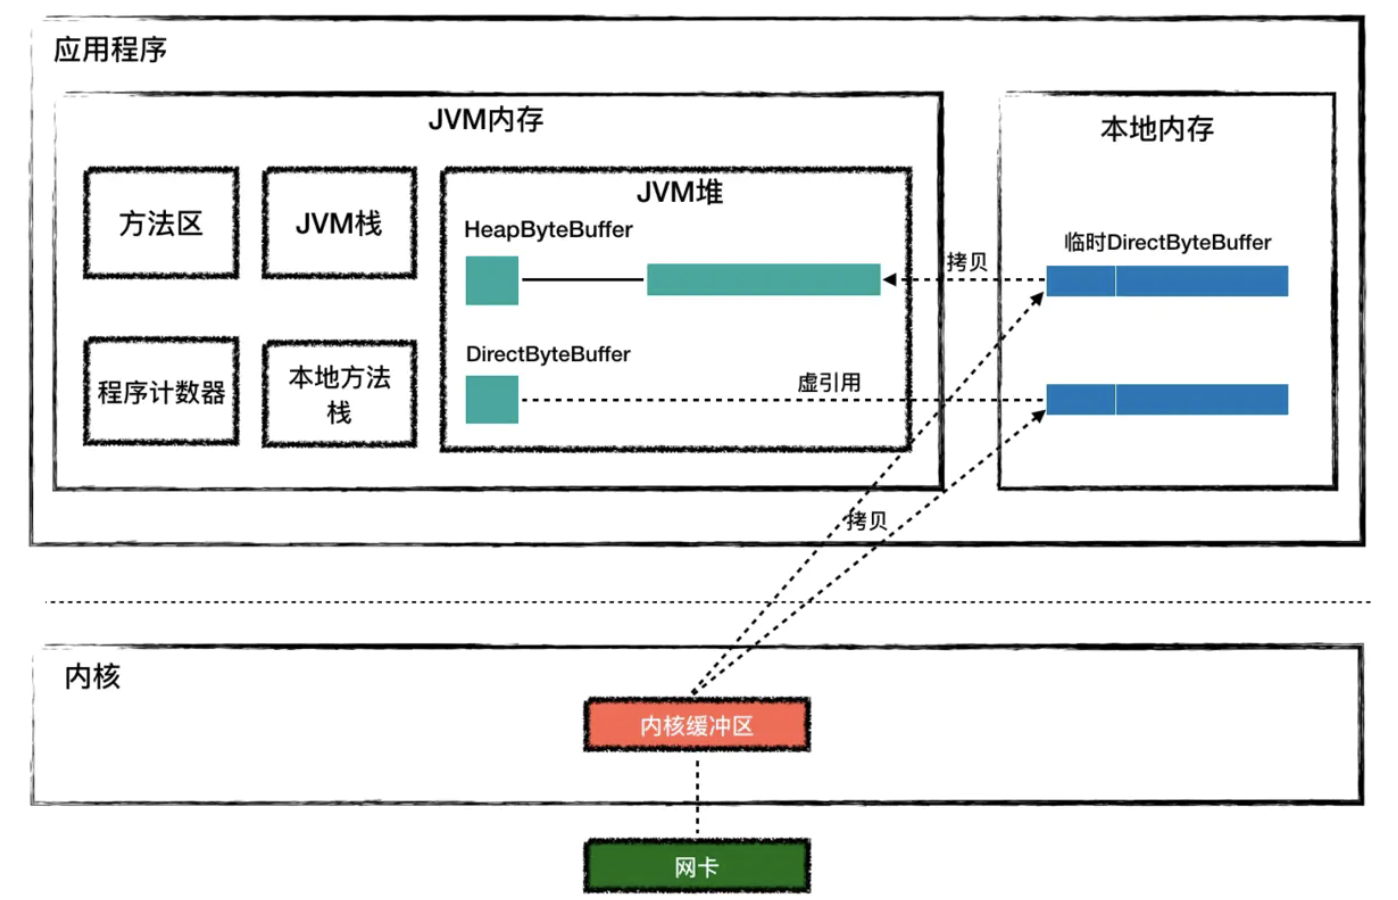 应用程序
JVM内存
本地内存
方法区
JVM栈
JVM堆
HeapByteBuffer
拷贝
临时DirectByteBuffer
程序计数器
本地方法
栈
DirectByteBuffer
虚引用
拷贝
内核
内核缓冲区
网卡